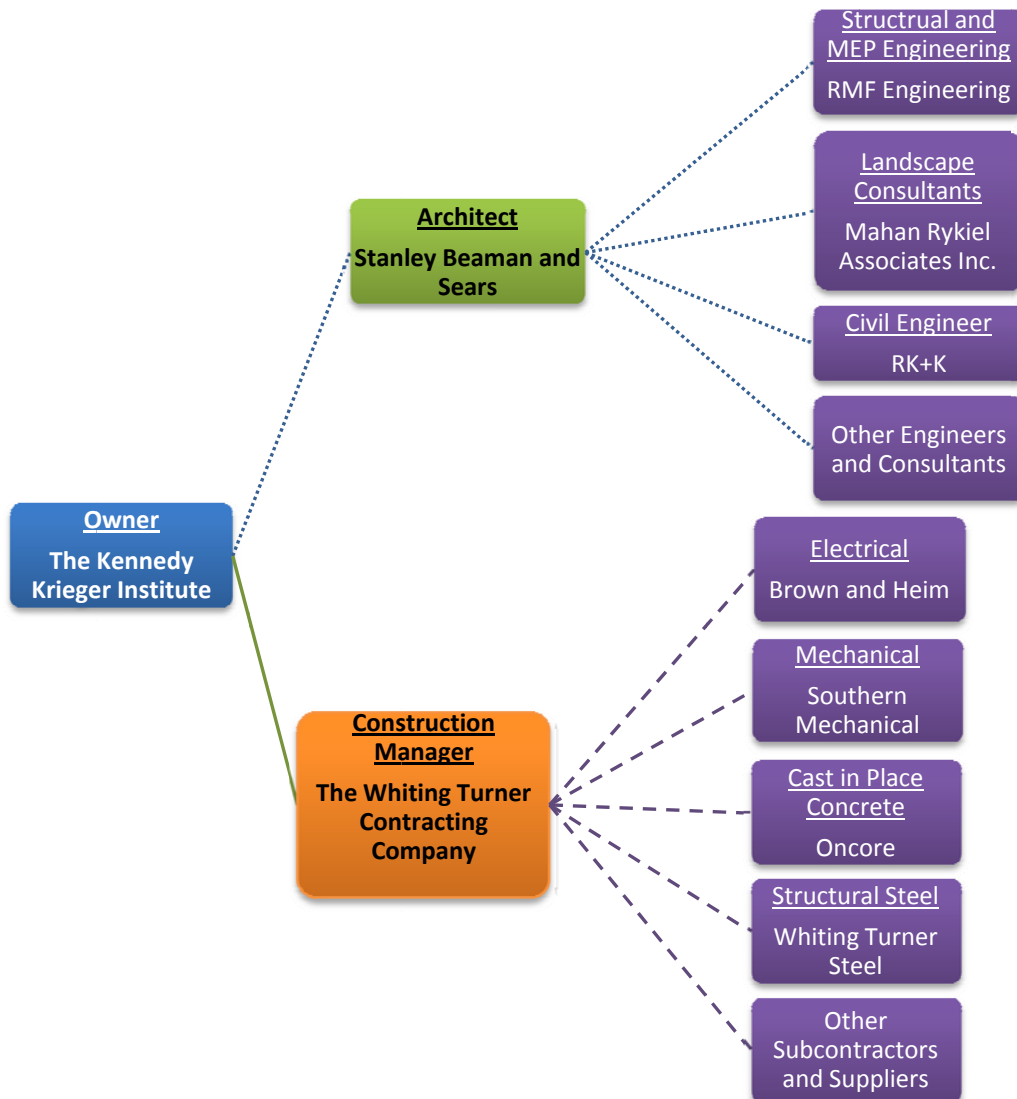 Structrual and
MEP Engineering
RMF Engineering
Landscape
Consultants
Mahan Rykiel
Associates Inc.
Architect
Stanley Beaman and
Sears
Civil Engineer
RK+K
Other Engineers
and Consultants
Owner
The Kennedy
Krieger Institute
Electrical
Brown and Heim
Mechanical
Southern
Mechanical
Construction
Manager
The Whiting Turner
Contracting
Company
Cast in Place
Concrete
Oncore
Structural Steel
Whiting Turner
Steel
Other
Subcontractors
and Suppliers